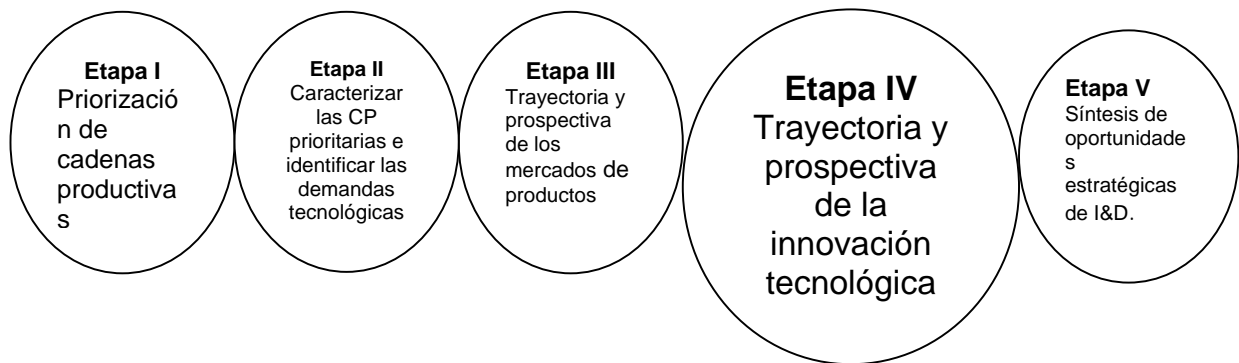 Etapa I
Priorizació
n de
cadenas
productiva
s
Etapa II
Caracterizar
las CP
prioritarias e
identificar las
demandas
tecnológicas
Etapa III
Trayectoria y
prospectiva
de los
mercados de
productos
Etapa IV
Trayectoria y
prospectiva
de la
innovación
tecnológica
Etapa V
Síntesis de
oportunidade
s
estratégicas
de I&D.